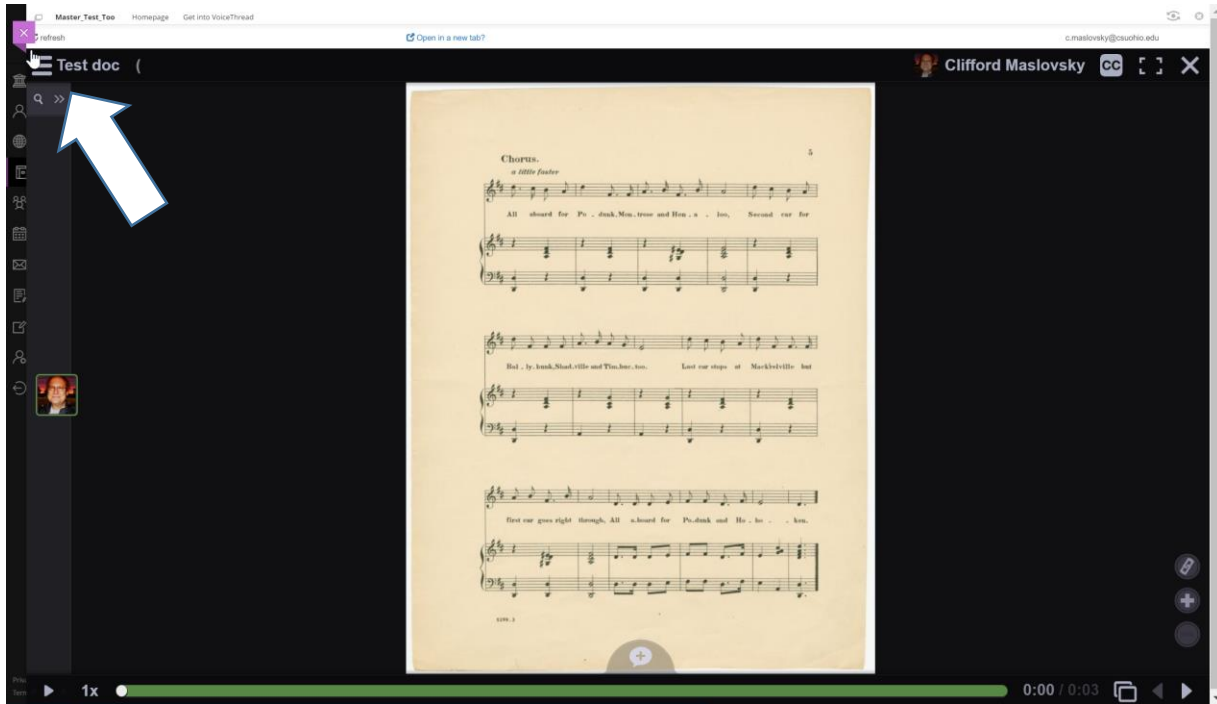 Master_Test_Too Homepage Get into VoiceThread
refresh Open in a new tab? c.maslovsky@csuohio.edu
Test doc ( Clifford Maslovsky CC
5
Chorus.
a little faster
All aboard for Po - dunk, Mon - trose and Hon - a - loo, Second car for
Bul - ly - bunk, Shad - ville and Tim - buc - too. Last car stops at but
first car goes right through, All a - board for Po - dunk and Ho - bo - ken.
1x 0:00 / 0:03